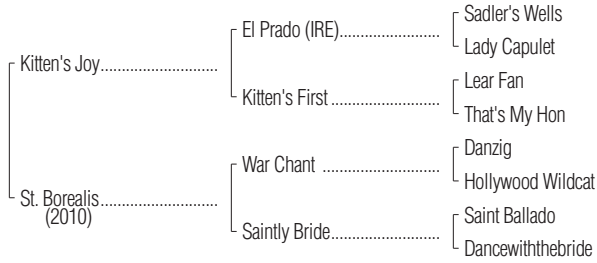 Sadler's Wells
El Prado (IRE)..........................
Lady Capulet
Kitten's Joy..............................
Lear Fan
Kitten's First ............................
That's My Hon
Danzig
War Chant ..............................
Hollywood Wildcat
St. Borealis..............................
(2010)
Saint Ballado
Saintly Bride............................
Dancewiththebride